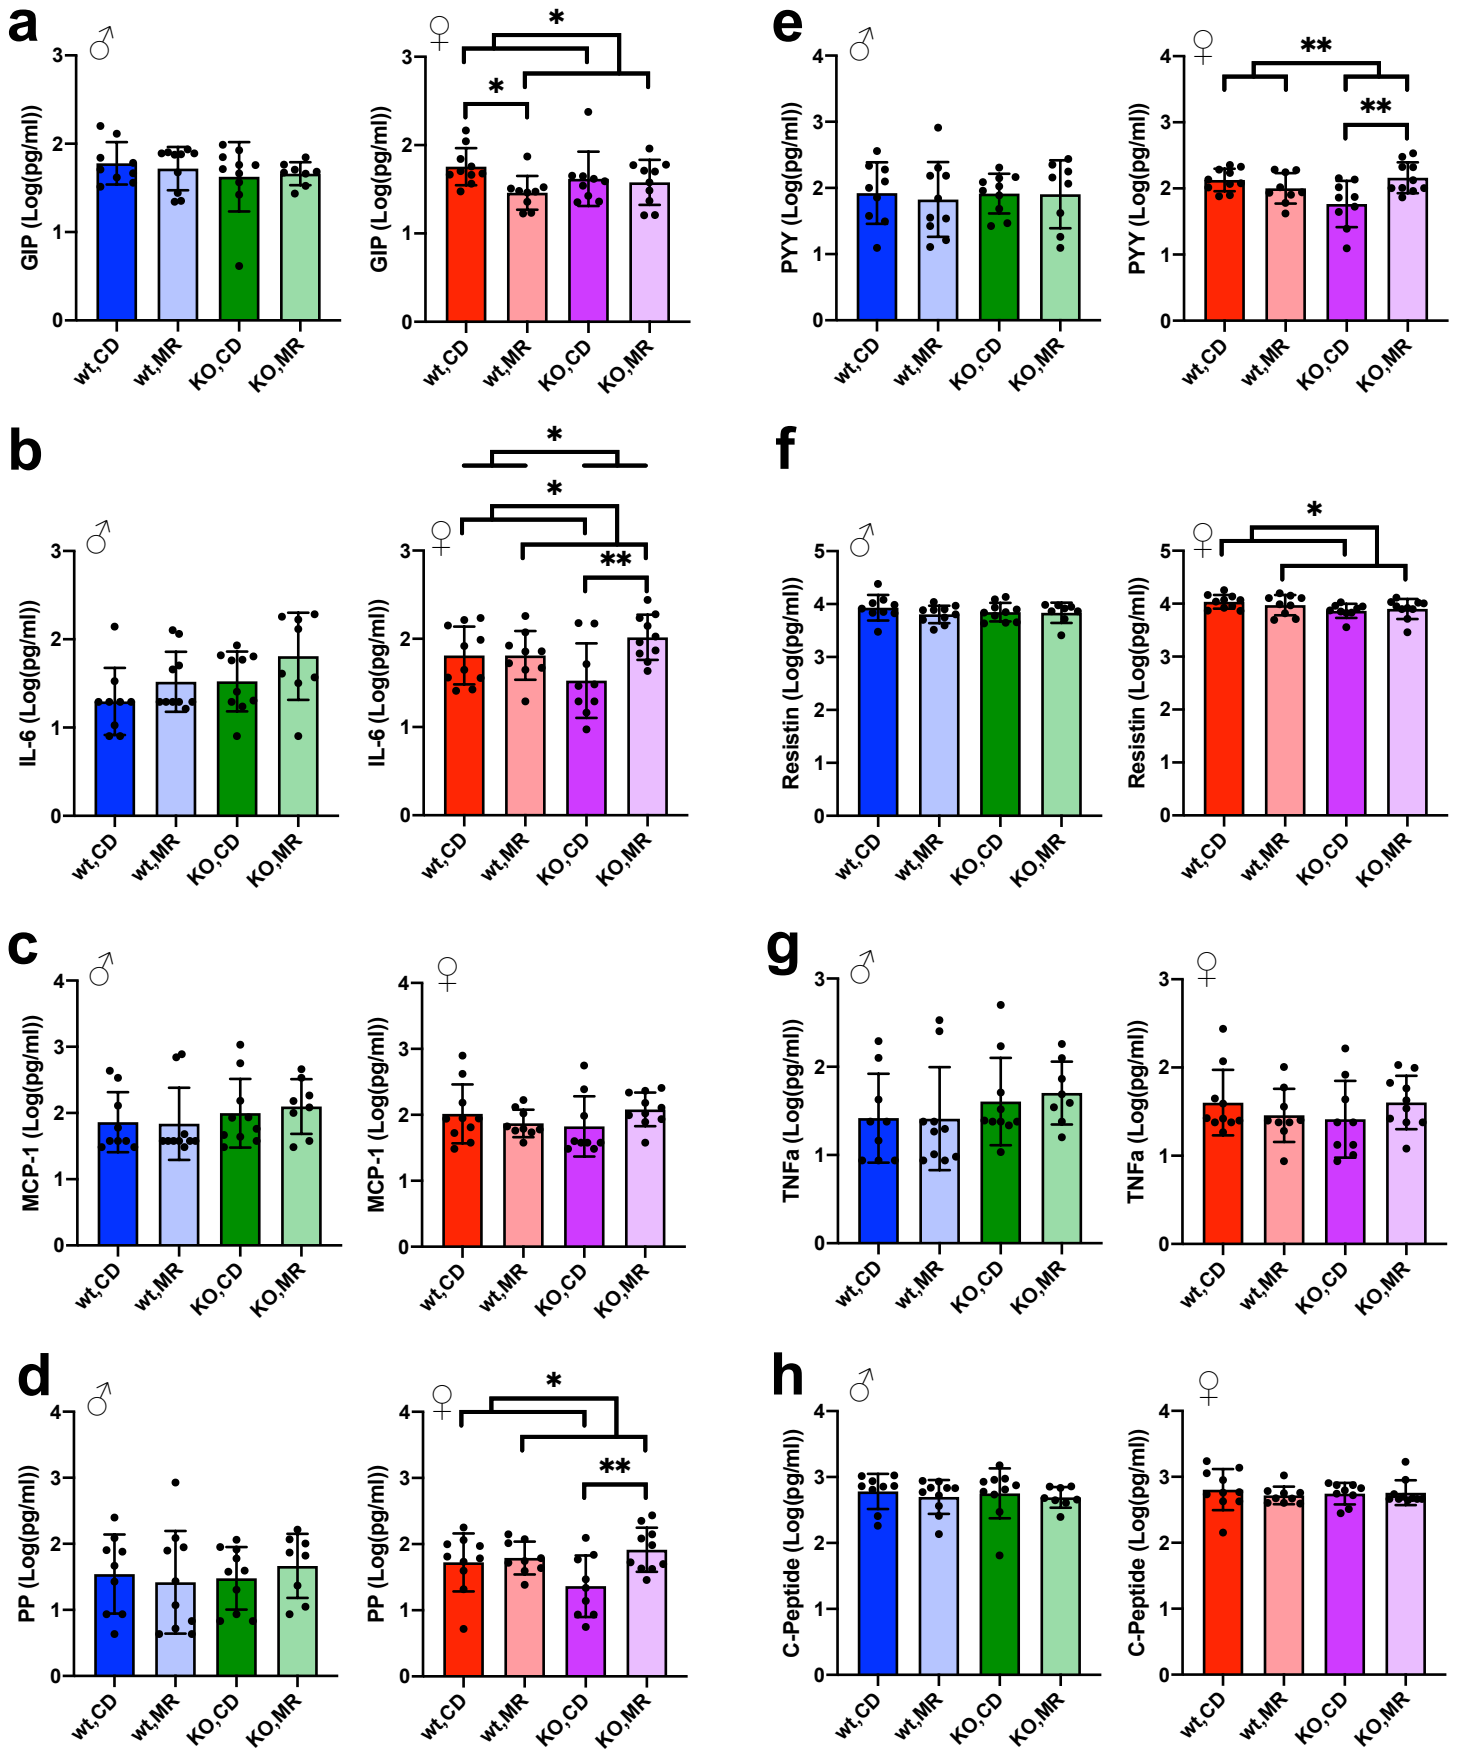 a
♂
GIP (Log(pg/ml))
3
2
1
0
wt,CD
wt,MR
KO,CD
KO,MR
♀
*
*
GIP (Log(pg/ml))
3
2
1
0
wt,CD
wt,MR
KO,CD
KO,MR
e
♂
PYY (Log(pg/ml))
4
3
2
1
0
wt,CD
wt,MR
KO,CD
KO,MR
♀
**
**
PYY (Log(pg/ml))
4
3
2
1
0
wt,CD
wt,MR
KO,CD
KO,MR
b
♂
IL-6 (Log(pg/ml))
3
2
1
0
wt,CD
wt,MR
KO,CD
KO,MR
*
*
♀
**
IL-6 (Log(pg/ml))
3
2
1
0
wt,CD
wt,MR
KO,CD
KO,MR
f
♂
Resistin (Log(pg/ml))
5
4
3
2
1
0
wt,CD
wt,MR
KO,CD
KO,MR
♀
*
Resistin (Log(pg/ml))
5
4
3
2
1
0
wt,CD
wt,MR
KO,CD
KO,MR
c
♂
MCP-1 (Log(pg/ml))
4
3
2
1
0
wt,CD
wt,MR
KO,CD
KO,MR
♀
MCP-1 (Log(pg/ml))
4
3
2
1
0
wt,CD
wt,MR
KO,CD
KO,MR
g
♂
TNFa (Log(pg/ml))
3
2
1
0
wt,CD
wt,MR
KO,CD
KO,MR
♀
TNFa (Log(pg/ml))
3
2
1
0
wt,CD
wt,MR
KO,CD
KO,MR
d
♂
PP (Log(pg/ml))
4
3
2
1
0
wt,CD
wt,MR
KO,CD
KO,MR
♀
*
**
PP (Log(pg/ml))
4
3
2
1
0
wt,CD
wt,MR
KO,CD
KO,MR
h
♂
C-Peptide (Log(pg/ml))
4
3
2
1
0
wt,CD
wt,MR
KO,CD
KO,MR
♀
C-Peptide (Log(pg/ml))
4
3
2
1
0
wt,CD
wt,MR
KO,CD
KO,MR